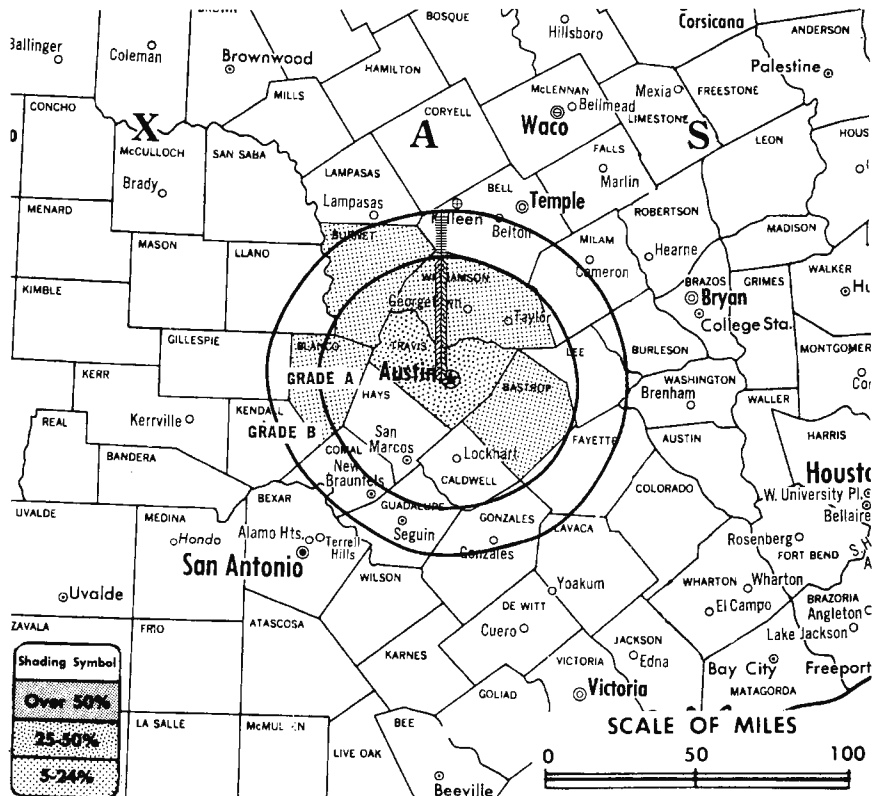 BOSQUE
Hillsboro
Corsicana
ANDERSON
Ballinger
Coleman
Brownwood
HAMILTON
Palestine
MILLS
McLENNAN
Bellmead
Mexia
FREESTONE
CONCHO
CORYELL
X
A
Waco
LIMESTONE
S
LEON
McCULLOCH
SAN SABA
FALLS
LAMPASAS
BELL
Marlin
Brady
Lampasas
Temple
ROBERTSON
MENARD
Killeen
Belton
MADISON
BURNET
MILAM
MASON
LLANO
Hearne
Cameron
WILLIAMSON
WALKER
KIMBLE
BRAZOS
GRIMES
Georgetown
Bryan
Taylor
College Sta.
GILLESPIE
BLANCO
TRAVIS
LEE
BURLESON
MONTGOMER
KERR
GRADE A
Austin
WASHINGTON
BASTROP
Brenham
HAYS
WALLER
KENDALL
REAL
Kerrville
GRADE B
San Marcos
FAYETTE
AUSTIN
HARRIS
BANDERA
COMAL
New Braunfels
Lockhart
CALDWELL
Houst
UVALDE
BEXAR
COLORADO
W. University Pl.
MEDINA
GUADALUPE
GONZALES
Bellaire
Hondo
Alamo Hts.
Terrell Hills
Seguin
LAVACA
Rosenberg
San Antonio
Gonzales
FORT BEND
WILSON
Uvalde
Yoakum
WHARTON
Wharton
DE WITT
BRAZORIA
El Campo
Angleton
ZAVALA
FRIO
ATASCOSA
Cuero
Lake Jackson
JACKSON
Edna
KARNES
VICTORIA
Bay City
Freeport
Shading Symbol
Victoria
GOLIAD
MATAGORDA
Over 50%
LA SALLE
McMULLEN
BEE
SCALE OF MILES
25-50%
LIVE OAK
0
50
100
5-24%
Beeville